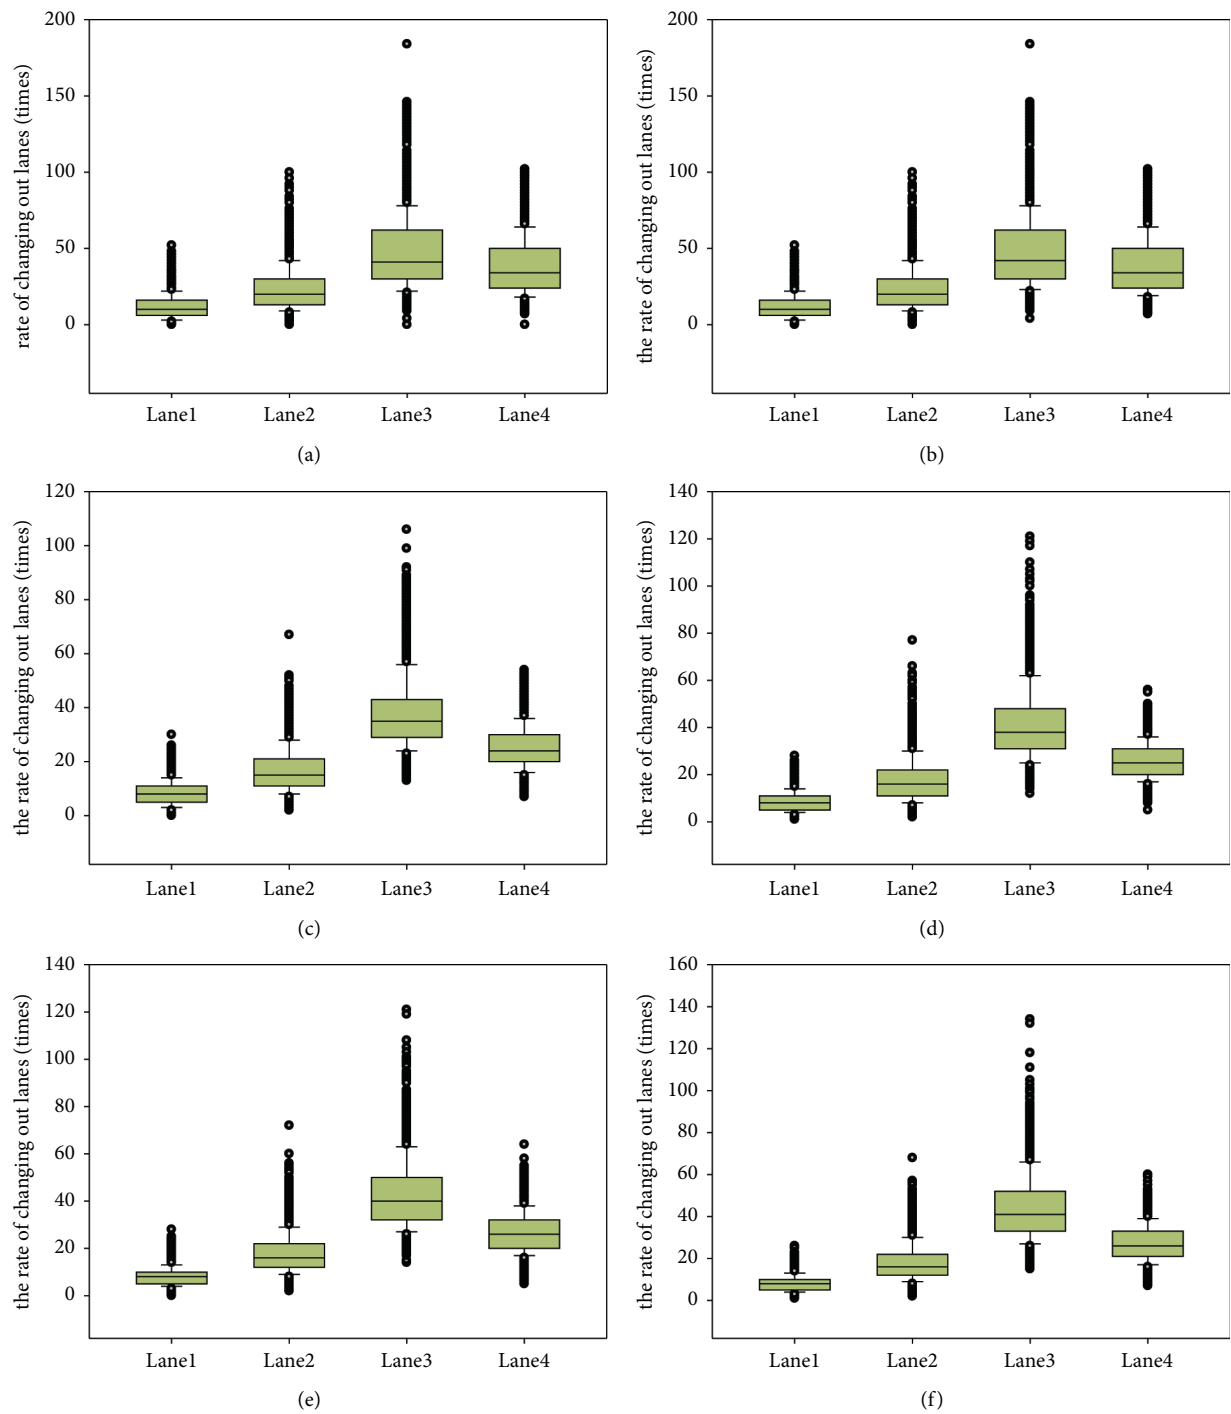 rate of changing out lanes (times)
200
150
100
50
0
Lane1 Lane2 Lane3 Lane4
(a)
the rate of changing out lanes (times)
200
150
100
50
0
Lane1 Lane2 Lane3 Lane4
(b)
the rate of changing out lanes (times)
120
100
80
60
40
20
0
Lane1 Lane2 Lane3 Lane4
(c)
the rate of changing out lanes (times)
140
120
100
80
60
40
20
0
Lane1 Lane2 Lane3 Lane4
(d)
the rate of changing out lanes (times)
140
120
100
80
60
40
20
0
Lane1 Lane2 Lane3 Lane4
(e)
the rate of changing out lanes (times)
160
140
120
100
80
60
40
20
0
Lane1 Lane2 Lane3 Lane4
(f)